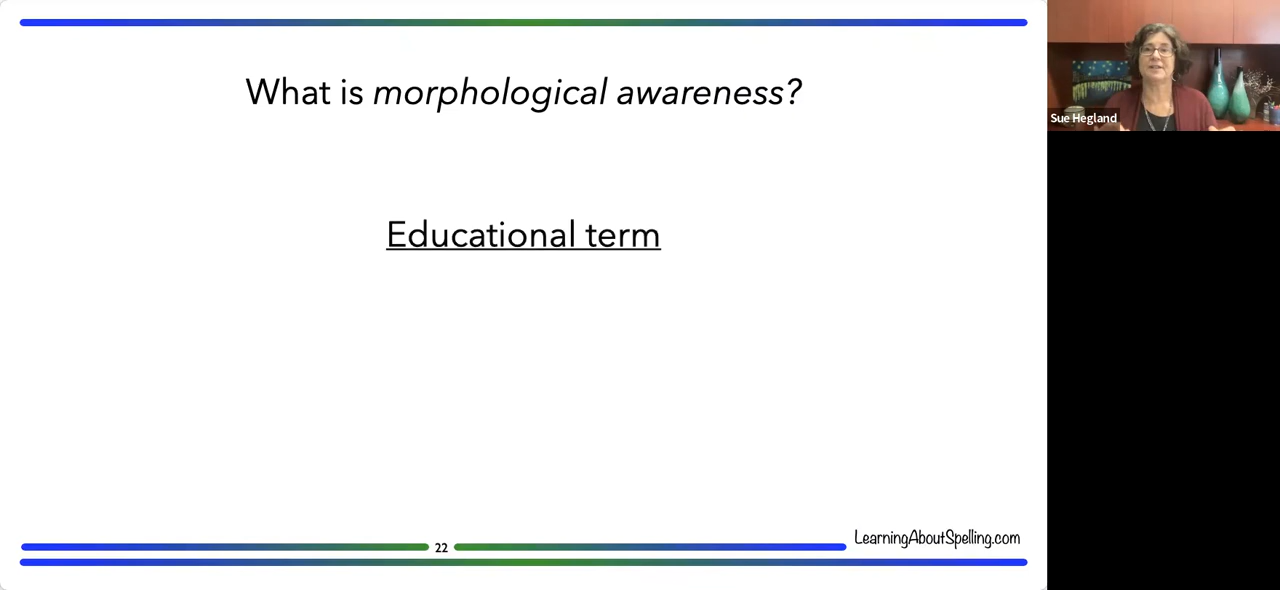 What is morphological awareness?
Sue Hegland
Educational term
22
LearningAboutSpelling.com